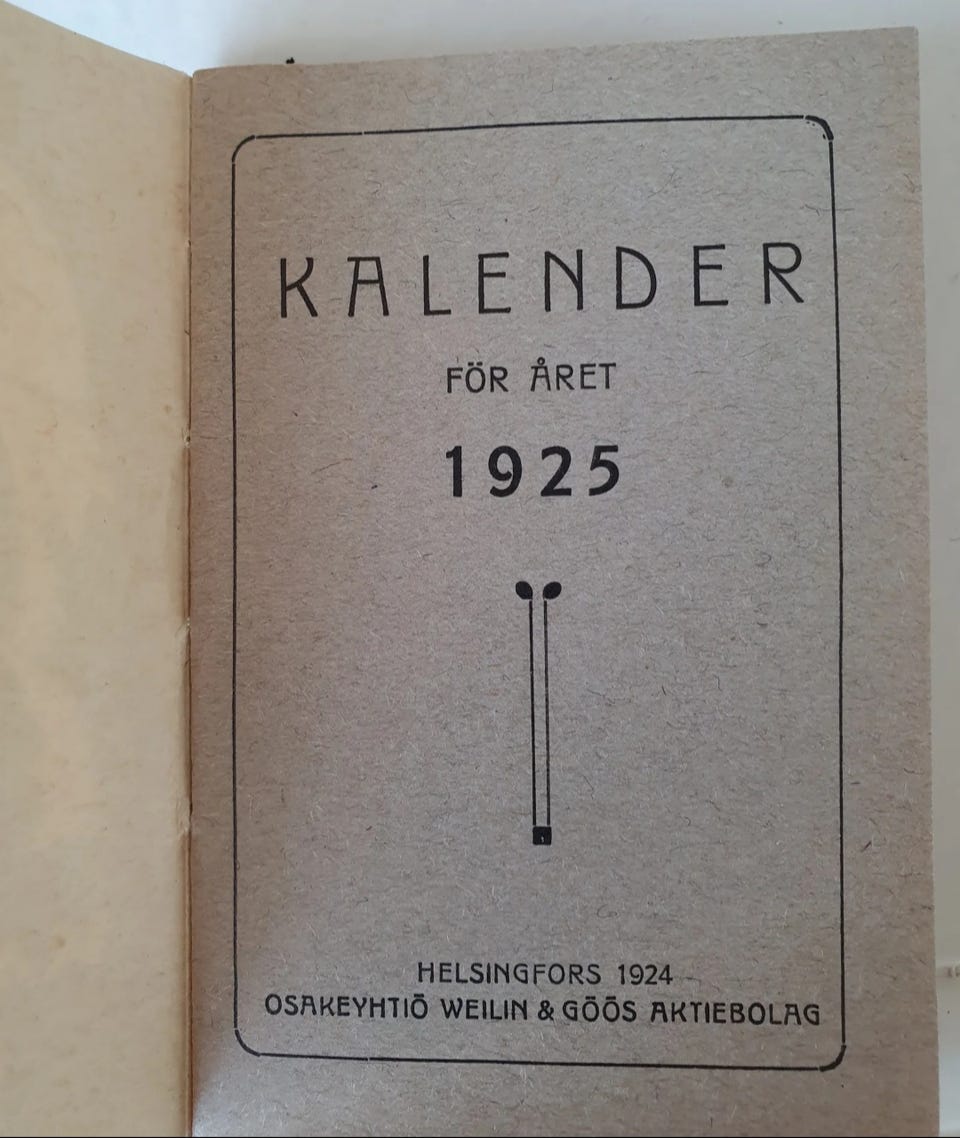 KALENDER
FÖR ÅRET
1925
HELSINGFORS 1924
OSAKEYHTIÖ WEILIN & GÖÖS AKTIEBOLAG